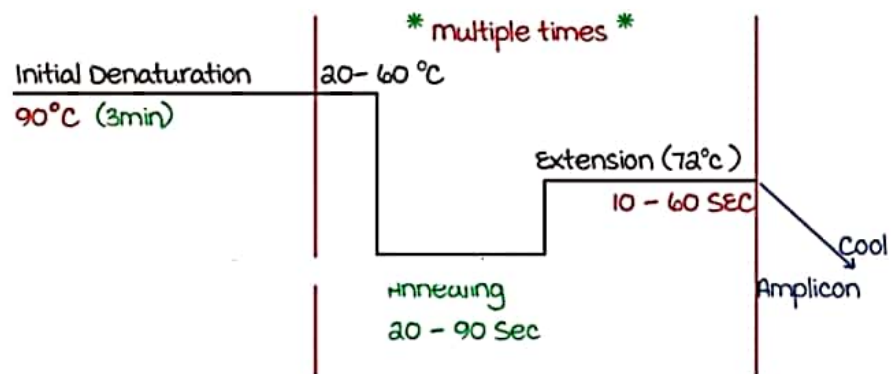 * multiple times *
Initial Denaturation
20- 60 °C
90°C (3min)
Extension (72°c)
10 - 60 SEC
Cool
Annealing
Amplicon
20 - 90 Sec